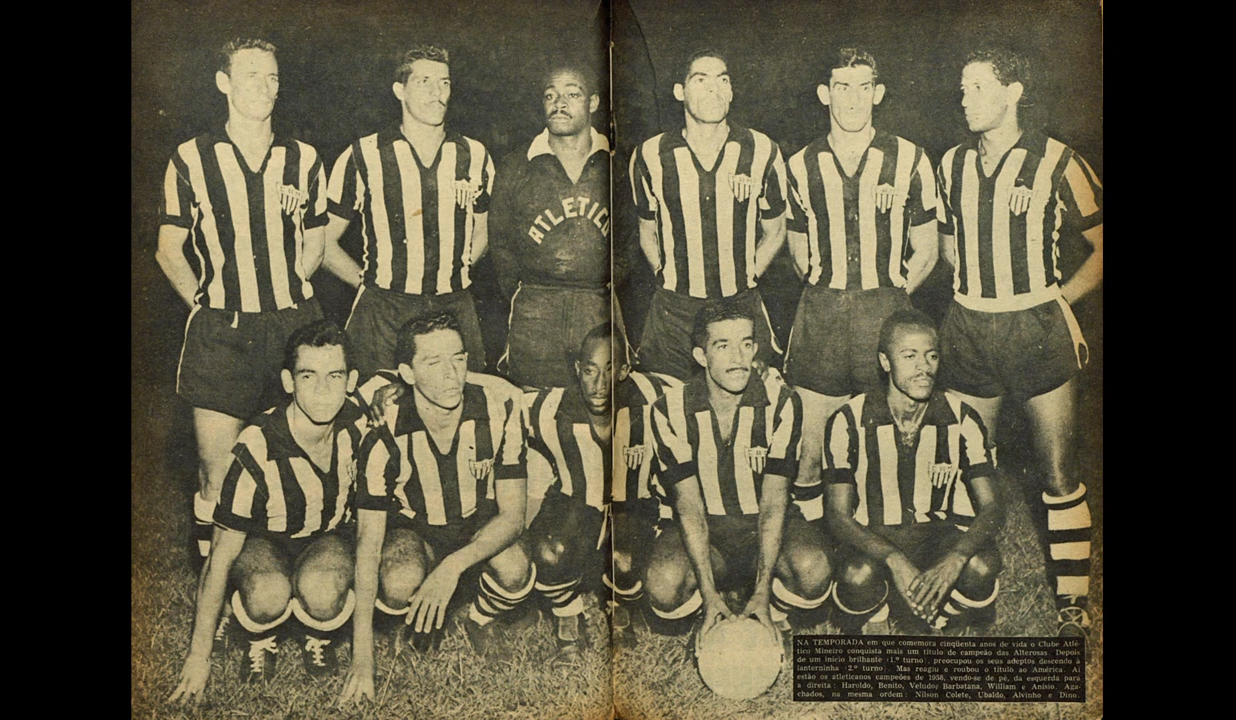 ATLETICO
NA TEMPORADA em que comemora cinqüenta anos de vida o Clube Atlé-
tico Mineiro conquista mais um título de campeão das Alterosas. Depois
de um início brilhante (1.º turno), preocupou os seus adeptos descendo à
lanterninha (2.º turno). Mas reagiu e roubou o título ao América. Aí
estão os atleticanos campeões de 1958, vendo-se de pé, da esquerda para
a direita: Haroldo, Benito, Veludo, Barbatana, William e Anísio. Aga-
chados, na mesma ordem: Nilson, Colete, Ubaldo, Alvinho e Dino.